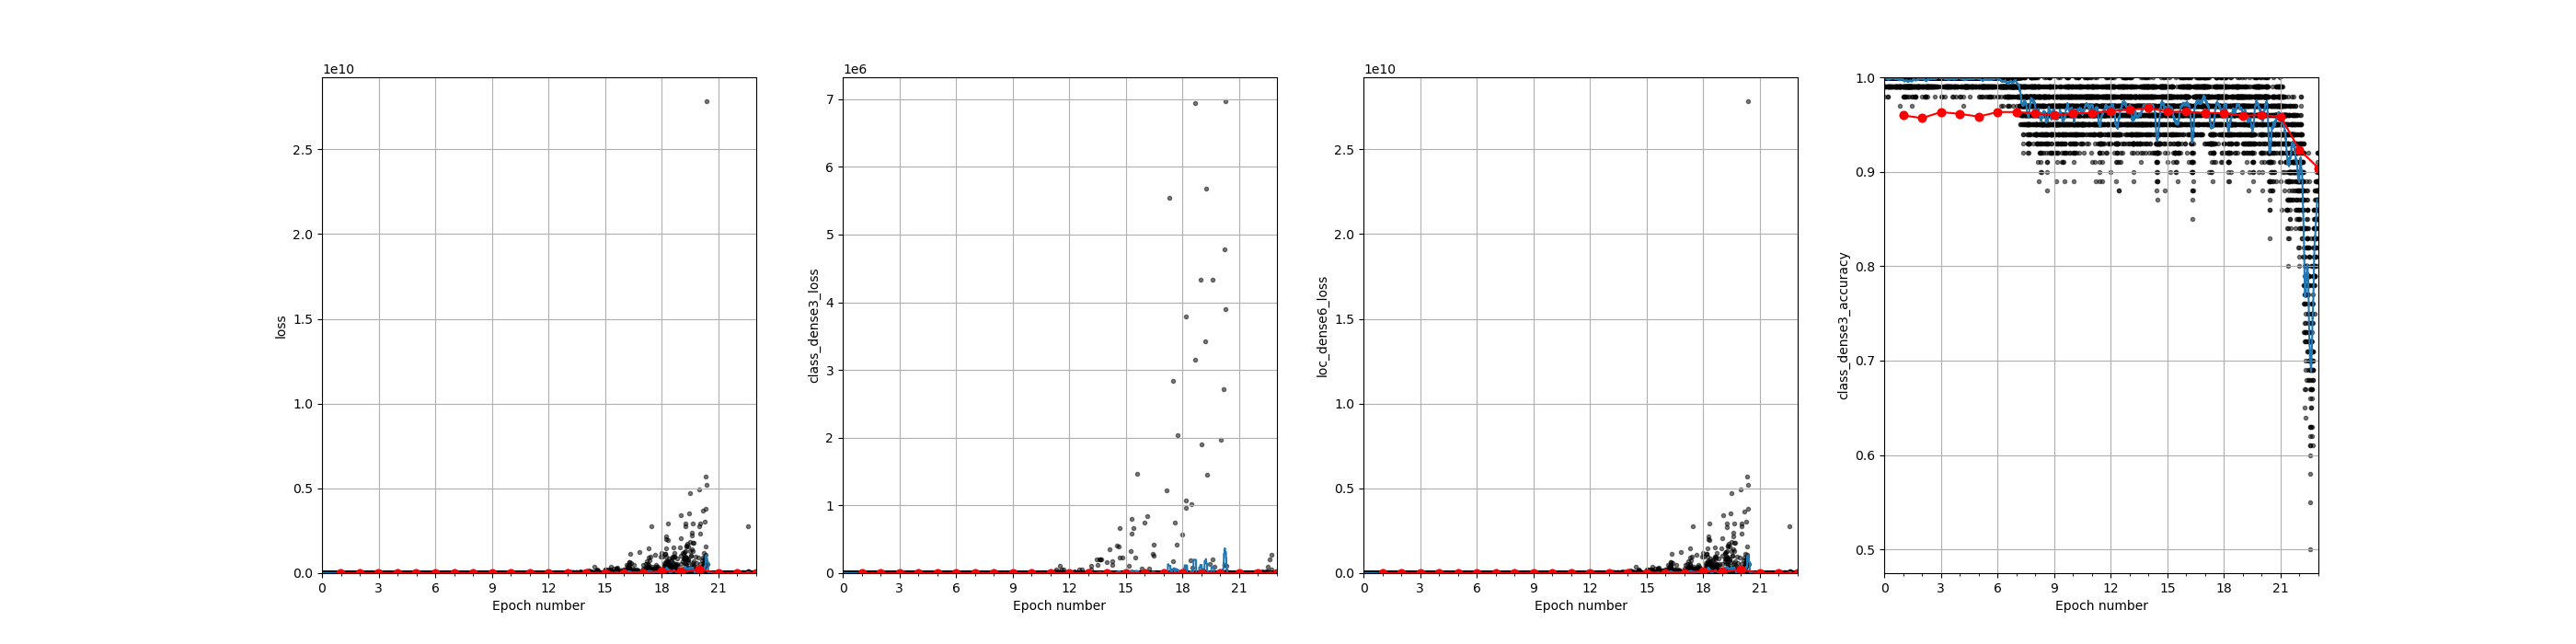 1e10
loss
2.5
2.0
1.5
1.0
0.5
0.0
0 3 6 9 12 15 18 21
Epoch number
1e6
class_dense3_loss
7
6
5
4
3
2
1
0
0 3 6 9 12 15 18 21
Epoch number
1e10
loc_dense6_loss
2.5
2.0
1.5
1.0
0.5
0.0
0 3 6 9 12 15 18 21
Epoch number
class_dense3_accuracy
1.0
0.9
0.8
0.7
0.6
0.5
0 3 6 9 12 15 18 21
Epoch number